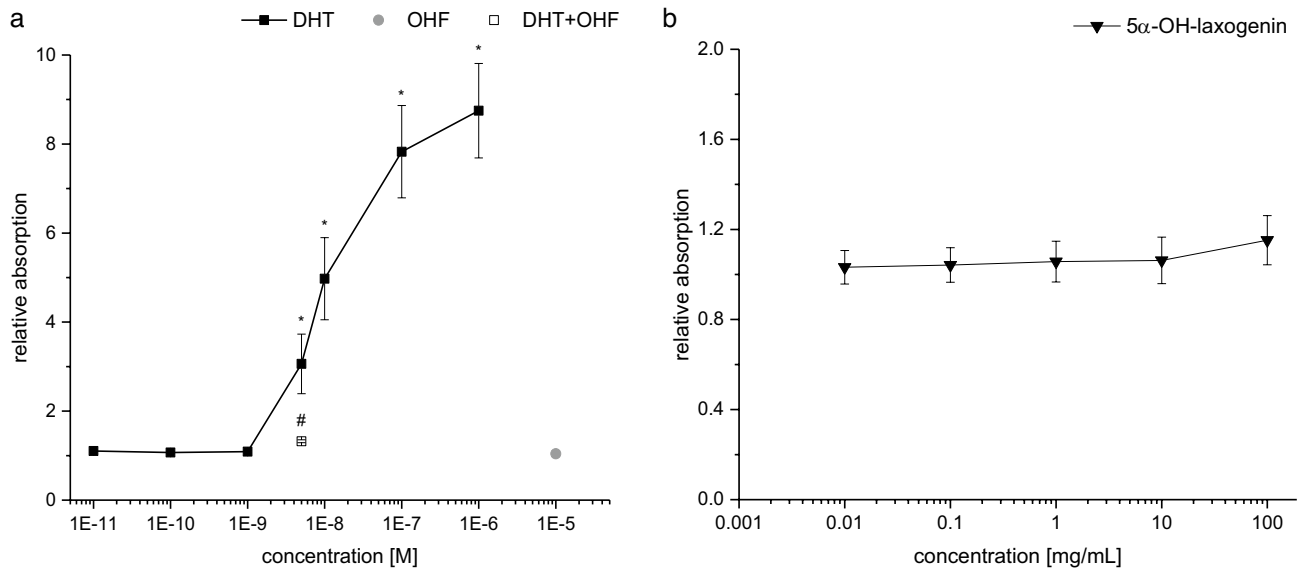 a
DHT OHF DHT+OHF
10
8
6
4
2
0
relative absorption
* * * * #
1E-11 1E-10 1E-9 1E-8 1E-7 1E-6 1E-5
concentration [M]
b
5α-OH-laxogenin
2.0
1.6
1.2
0.8
0.4
0.0
relative absorption
0.001 0.01 0.1 1 10 100
concentration [mg/mL]